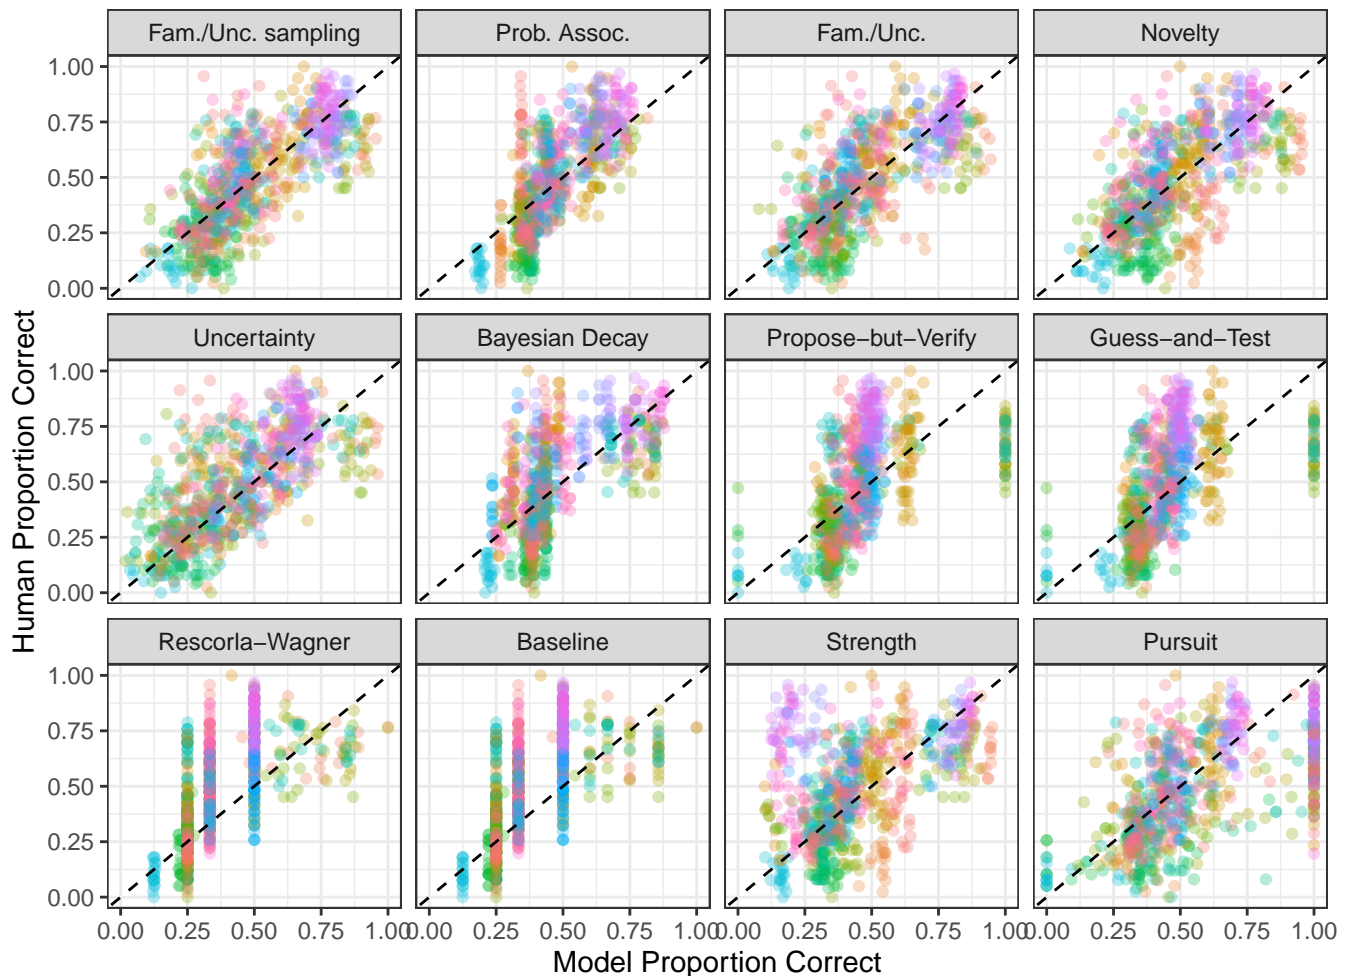 Fam./Unc. sampling
Prob. Assoc.
Fam./Unc.
Novelty
1.00
0.75
0.50
0.25
0.00
Uncertainty
Bayesian Decay
Propose−but−Verify
Guess−and−Test
1.00
0.75
0.50
0.25
0.00
Human Proportion Correct
Rescorla−Wagner
Baseline
Strength
Pursuit
1.00
0.75
0.50
0.25
0.00
0.00 0.25 0.50 0.75 1.00
0.00 0.25 0.50 0.75 1.00
0.00 0.25 0.50 0.75 1.00
0.00 0.25 0.50 0.75 1.00
Model Proportion Correct